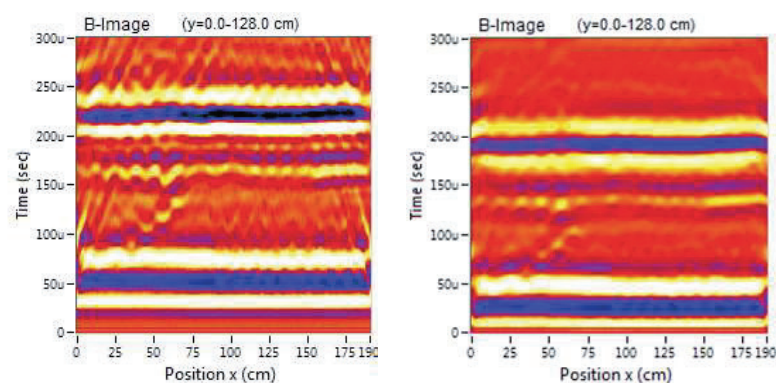 B-Image (y=0.0-128.0 cm)
300u
250u
200u
150u
100u
50u
0
Time (sec)
0 25 50 75 100 125 150 175 190
Position x (cm)
B-Image (y=0.0-128.0 cm)
300u
250u
200u
150u
100u
50u
0
Time (sec)
0 25 50 75 100 125 150 175 190
Position x (cm)